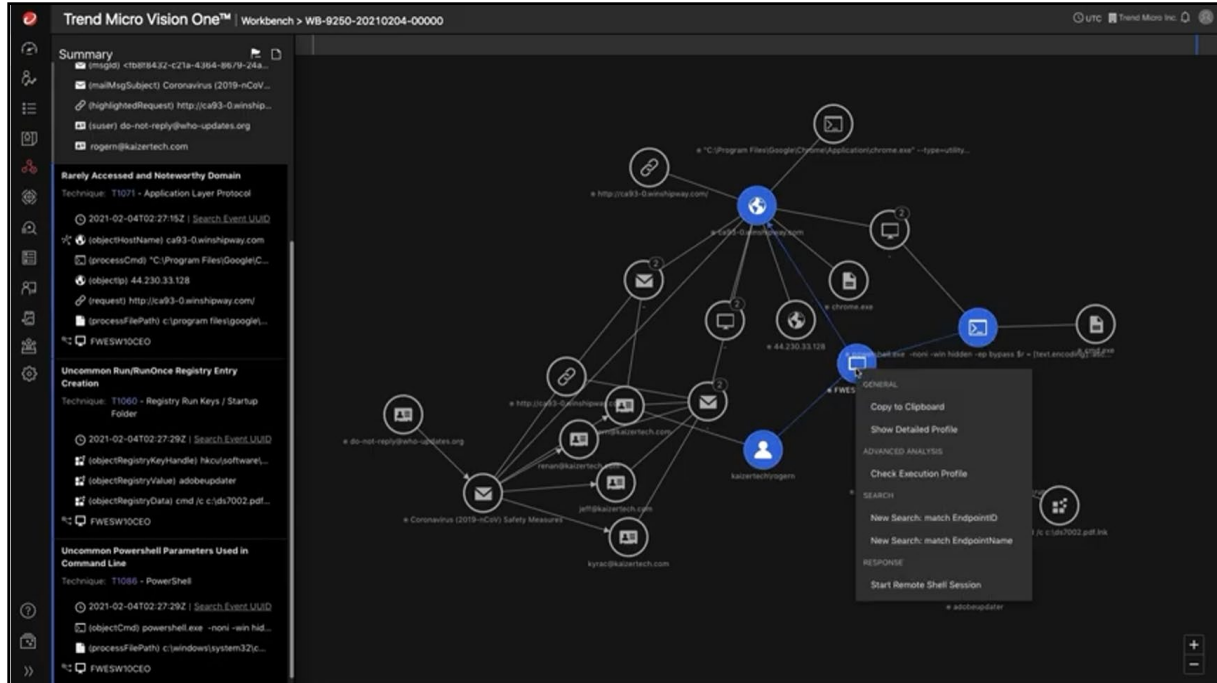 Trend Micro Vision One™ | Workbench > WB-9250-20210204-00000
UTC
Trend Micro Inc.
Summary
(msgId) <fb8f8432-c21a-4364-8679-24a...
(mailMsgSubject) Coronavirus (2019-nCoV...
(highlightedRequest) http://ca93-0.winship...
(suser) do-not-reply@who-updates.org
rogern@kaizertech.com
Rarely Accessed and Noteworthy Domain
Technique: T1071 - Application Layer Protocol
2021-02-04T02:27:15Z | Search Event UUID
(objectHostName) ca93-0.winshipway.com
(processCmd) "C:\Program Files\Google\C...
(objectIp) 44.230.33.128
(request) http://ca93-0.winshipway.com/
(processFilePath) c:\program files\google\...
FWESW10CEO
Uncommon Run/RunOnce Registry Entry
Creation
Technique: T1060 - Registry Run Keys / Startup
Folder
2021-02-04T02:27:29Z | Search Event UUID
(objectRegistryKeyHandle) hkcu\software\...
(objectRegistryValue) adobeupdater
(objectRegistryData) cmd /c c:\ds7002.pdf...
FWESW10CEO
Uncommon Powershell Parameters Used in
Command Line
Technique: T1086 - PowerShell
2021-02-04T02:27:29Z | Search Event UUID
(objectCmd) powershell.exe -noni -win hid...
(processFilePath) c:\windows\system32\c...
FWESW10CEO
"C:\Program Files\Google\Chrome\Application\chrome.exe" --type=utility...
http://ca93-0.winshipway.com/
2
ca93-0.winshipway.com
2
chrome.exe
2
44.230.33.128
cmd.exe
powershell.exe -noni -win hidden -ep bypass $r = [text.encoding]::asc...
FWES
http://ca93-0.winshipway.com
2
do-not-reply@who-updates.org
rogern@kaizertech.com
renan@kaizertech.com
jeff@kaizertech.com
kaizertech\rogern
Coronavirus (2019-nCoV) Safety Measures
kyrac@kaizertech.com
GENERAL
Copy to Clipboard
Show Detailed Profile
ADVANCED ANALYSIS
Check Execution Profile
SEARCH
New Search: match EndpointID
New Search: match EndpointName
RESPONSE
Start Remote Shell Session
/c c:\ds7002.pdf.lnk
adobeupdater